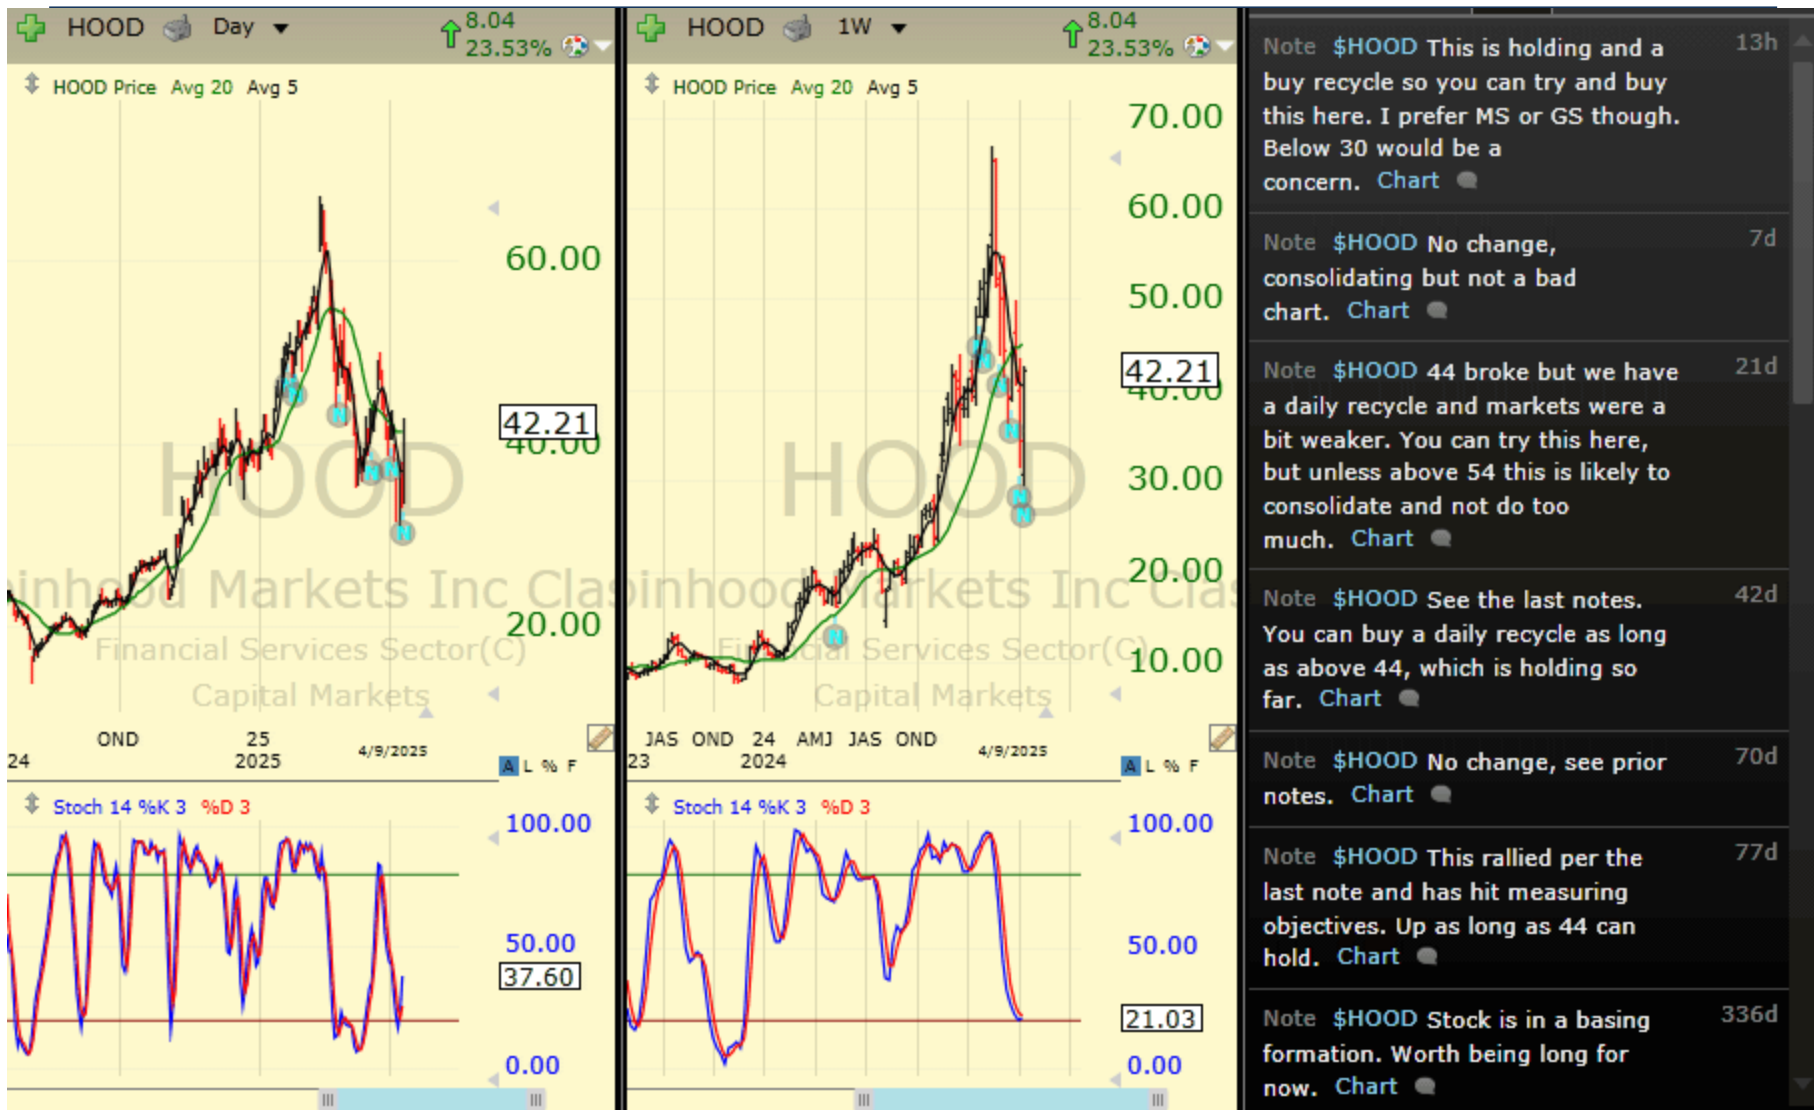 HOOD Day 8.04
23.53%
HOOD Price Avg 20 Avg 5
60.00
42.21
40.00
20.00
HOOD
inhood Markets Inc Clas
Financial Services Sector(C)
Capital Markets
OND 25
24 2025 4/9/2025
A L % F
Stoch 14 %K 3 %D 3
100.00
50.00
37.60
0.00
N
N
N
N
N
N
HOOD 1W 8.04
23.53%
HOOD Price Avg 20 Avg 5
70.00
60.00
50.00
42.21
40.00
30.00
20.00
10.00
HOOD
inhood Markets Inc Clas
Financial Services Sector(C)
Capital Markets
JAS OND 24 AMJ JAS OND
23 2024 4/9/2025
A L % F
Stoch 14 %K 3 %D 3
100.00
50.00
21.03
0.00
N
N
N
N
N
N
N
Note $HOOD This is holding and a 13h
buy recycle so you can try and buy
this here. I prefer MS or GS though.
Below 30 would be a
concern. Chart
Note $HOOD No change, 7d
consolidating but not a bad
chart. Chart
Note $HOOD 44 broke but we have 21d
a daily recycle and markets were a
bit weaker. You can try this here,
but unless above 54 this is likely to
consolidate and not do too
much. Chart
Note $HOOD See the last notes. 42d
You can buy a daily recycle as long
as above 44, which is holding so
far. Chart
Note $HOOD No change, see prior 70d
notes. Chart
Note $HOOD This rallied per the 77d
last note and has hit measuring
objectives. Up as long as 44 can
hold. Chart
Note $HOOD Stock is in a basing 336d
formation. Worth being long for
now. Chart